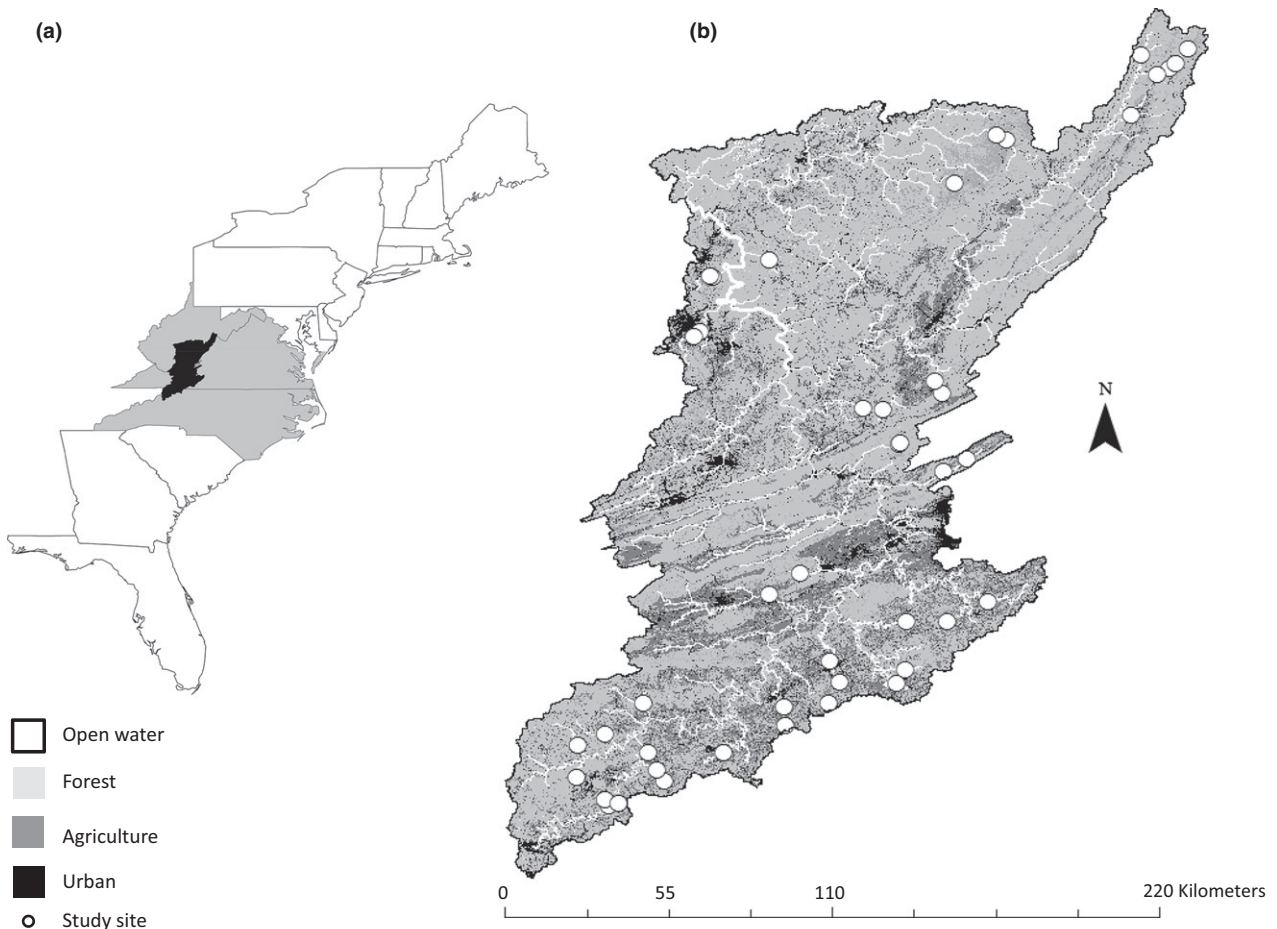 (a)
(b)
N
Open water
Forest
Agriculture
Urban
Study site
0 55 110 220 Kilometers